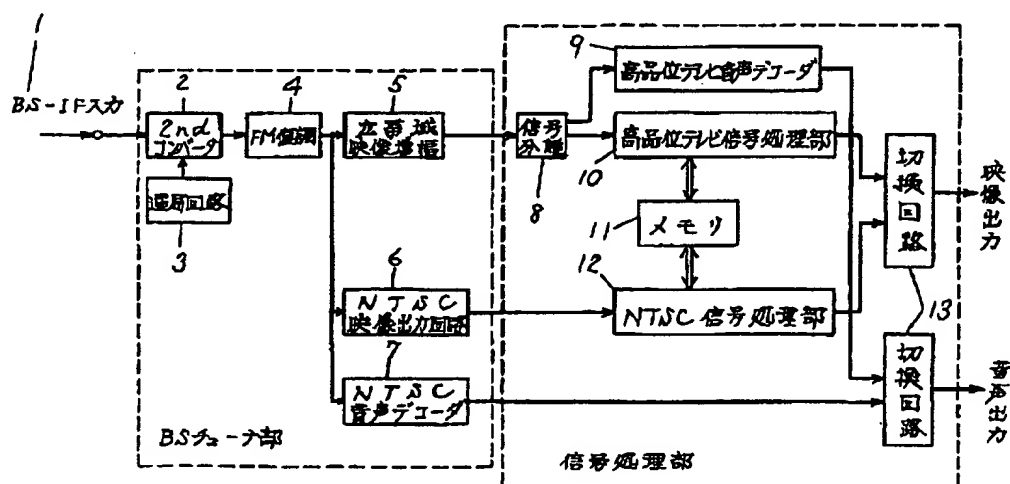 1
BS-IF入力
2
2nd
コンバータ
選局回路
3
4
FM復調
5
広帯域
映像増幅
6
NTSC
映像出力回路
7
NTSC
音声デコーダ
BSチューナ部
信号
分離
8
9
高品位テレビ音声デコーダ
高品位テレビ信号処理部
10
11
メモリ
12
NTSC信号処理部
切換回路
映像出力
13
切換回路
音声出力
信号処理部